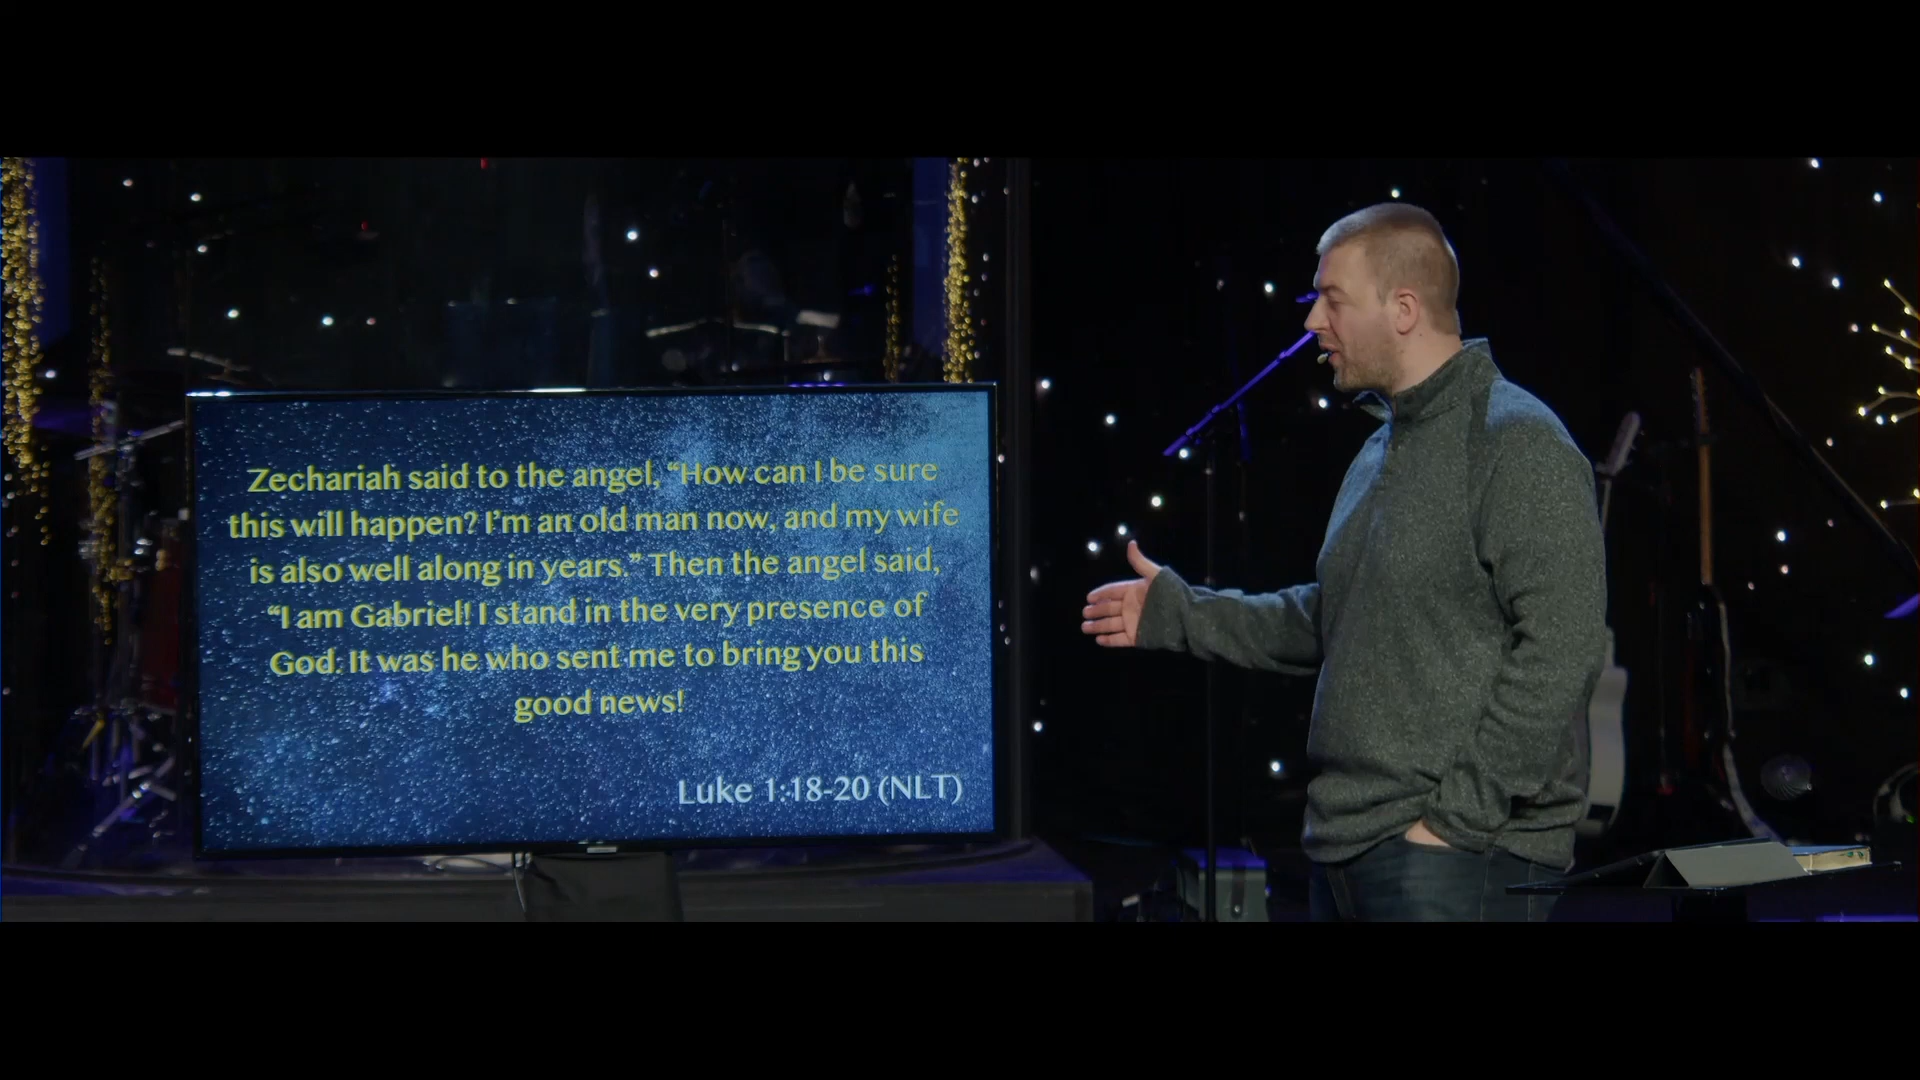 Zechariah said to the angel, “How can I be sure
this will happen? I’m an old man now, and my wife
is also well along in years.” Then the angel said,
“I am Gabriel! I stand in the very presence of
God. It was he who sent me to bring you this
good news!
Luke 1:18-20 (NLT)